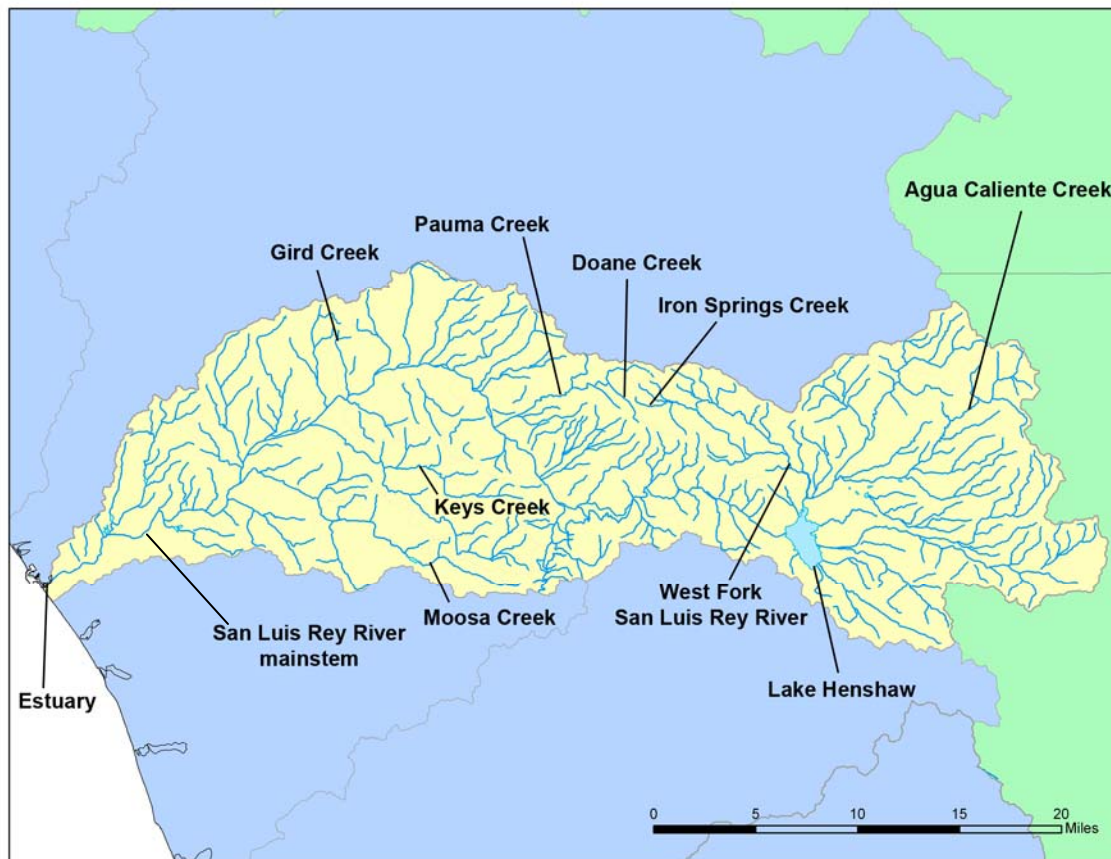 Agua Caliente Creek
Pauma Creek
Gird Creek
Doane Creek
Iron Springs Creek
Keys Creek
West Fork
San Luis Rey River
Moosa Creek
San Luis Rey River
mainstem
Lake Henshaw
Estuary
0 5 10 15 20
Miles